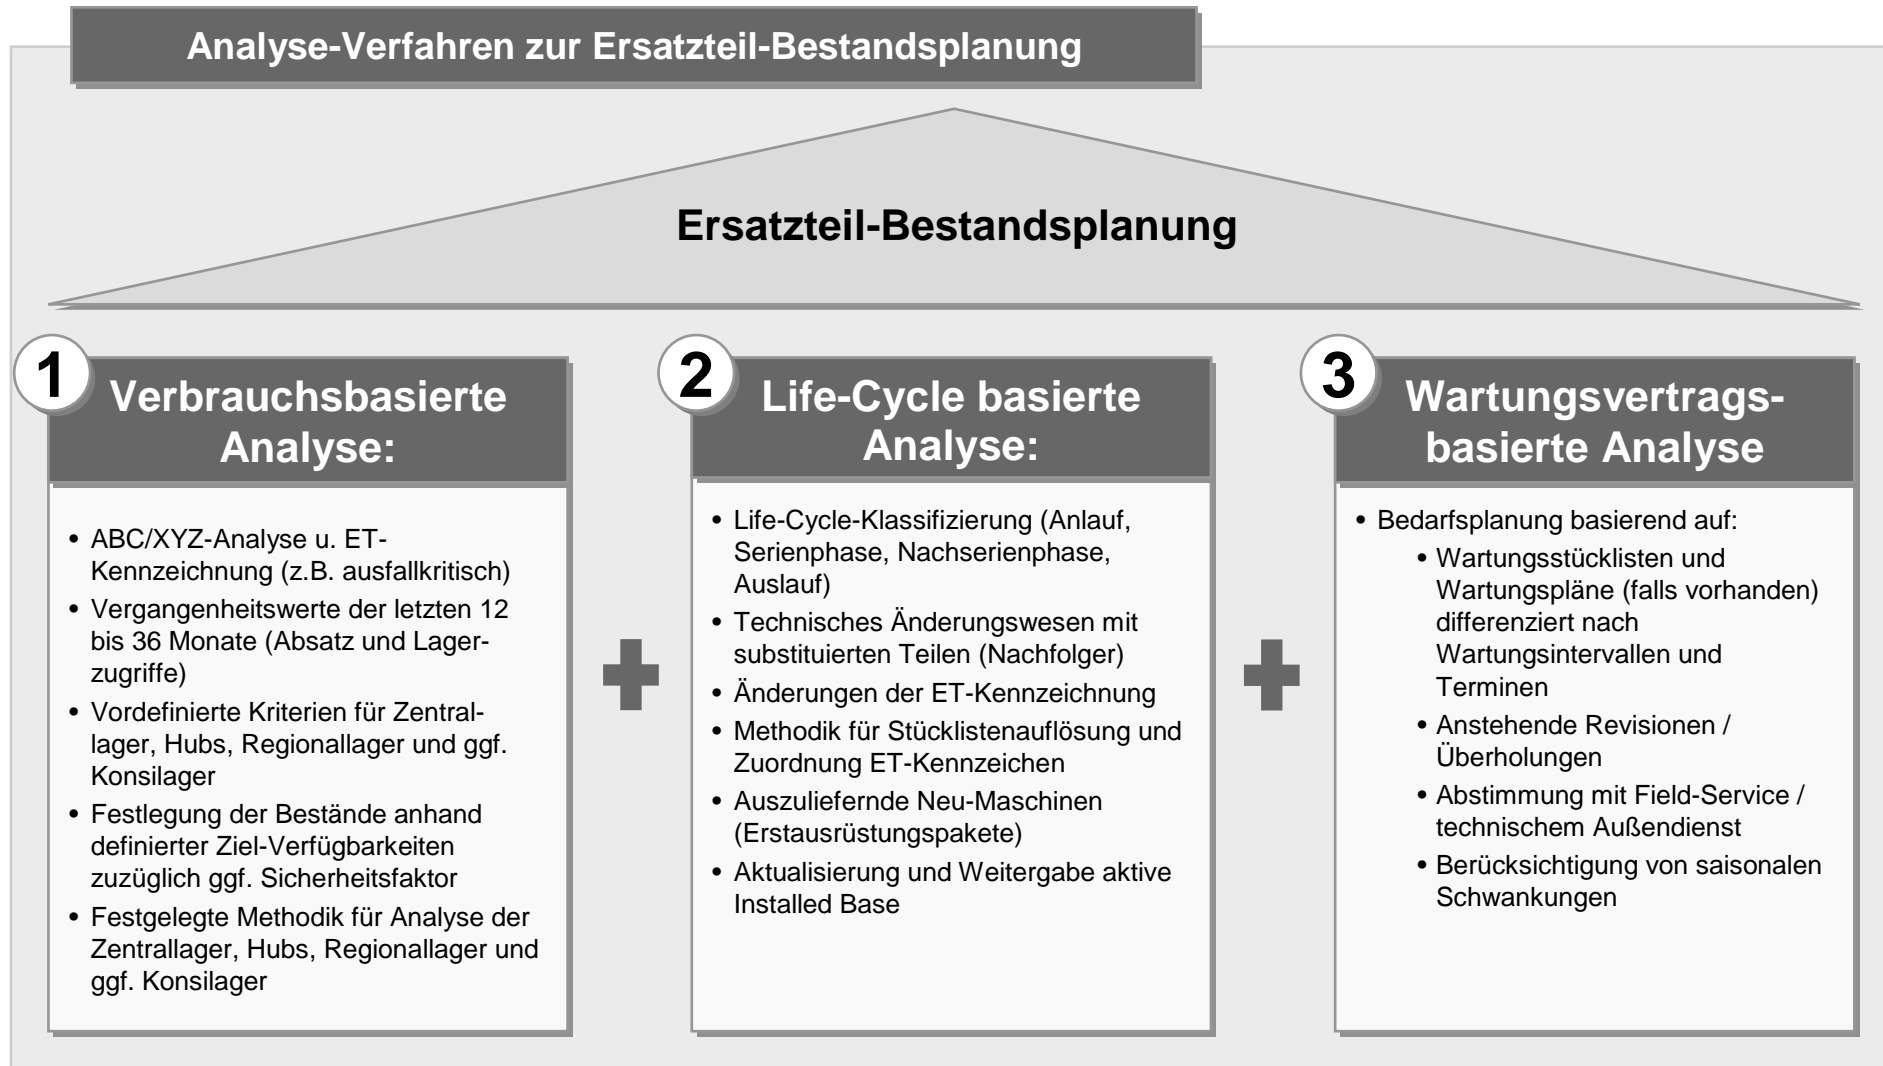 Analyse-Verfahren zur Ersatzteil-Bestandsplanung
Ersatzteil-Bestandsplanung
1
Verbrauchsbasierte
Analyse:
• ABC/XYZ-Analyse u. ET-
Kennzeichnung (z.B. ausfallkritisch)
• Vergangenheitswerte der letzten 12
bis 36 Monate (Absatz und Lager-
zugriffe)
• Vordefinierte Kriterien für Zentral-
lager, Hubs, Regionallager und ggf.
Konsilager
• Festlegung der Bestände anhand
definierter Ziel-Verfügbarkeiten
zuzüglich ggf. Sicherheitsfaktor
• Festgelegte Methodik für Analyse der
Zentrallager, Hubs, Regionallager und
ggf. Konsilager
2
Life-Cycle basierte
Analyse:
• Life-Cycle-Klassifizierung (Anlauf,
Serienphase, Nachserienphase,
Auslauf)
• Technisches Änderungswesen mit
substituierten Teilen (Nachfolger)
• Änderungen der ET-Kennzeichnung
• Methodik für Stücklistenauflösung und
Zuordnung ET-Kennzeichen
• Auszuliefernde Neu-Maschinen
(Erstausrüstungspakete)
• Aktualisierung und Weitergabe aktive
Installed Base
3
Wartungsvertrags-
basierte Analyse
• Bedarfsplanung basierend auf:
• Wartungsstücklisten und
Wartungspläne (falls vorhanden)
differenziert nach
Wartungsintervallen und
Terminen
• Anstehende Revisionen /
Überholungen
• Abstimmung mit Field-Service /
technischem Außendienst
• Berücksichtigung von saisonalen
Schwankungen